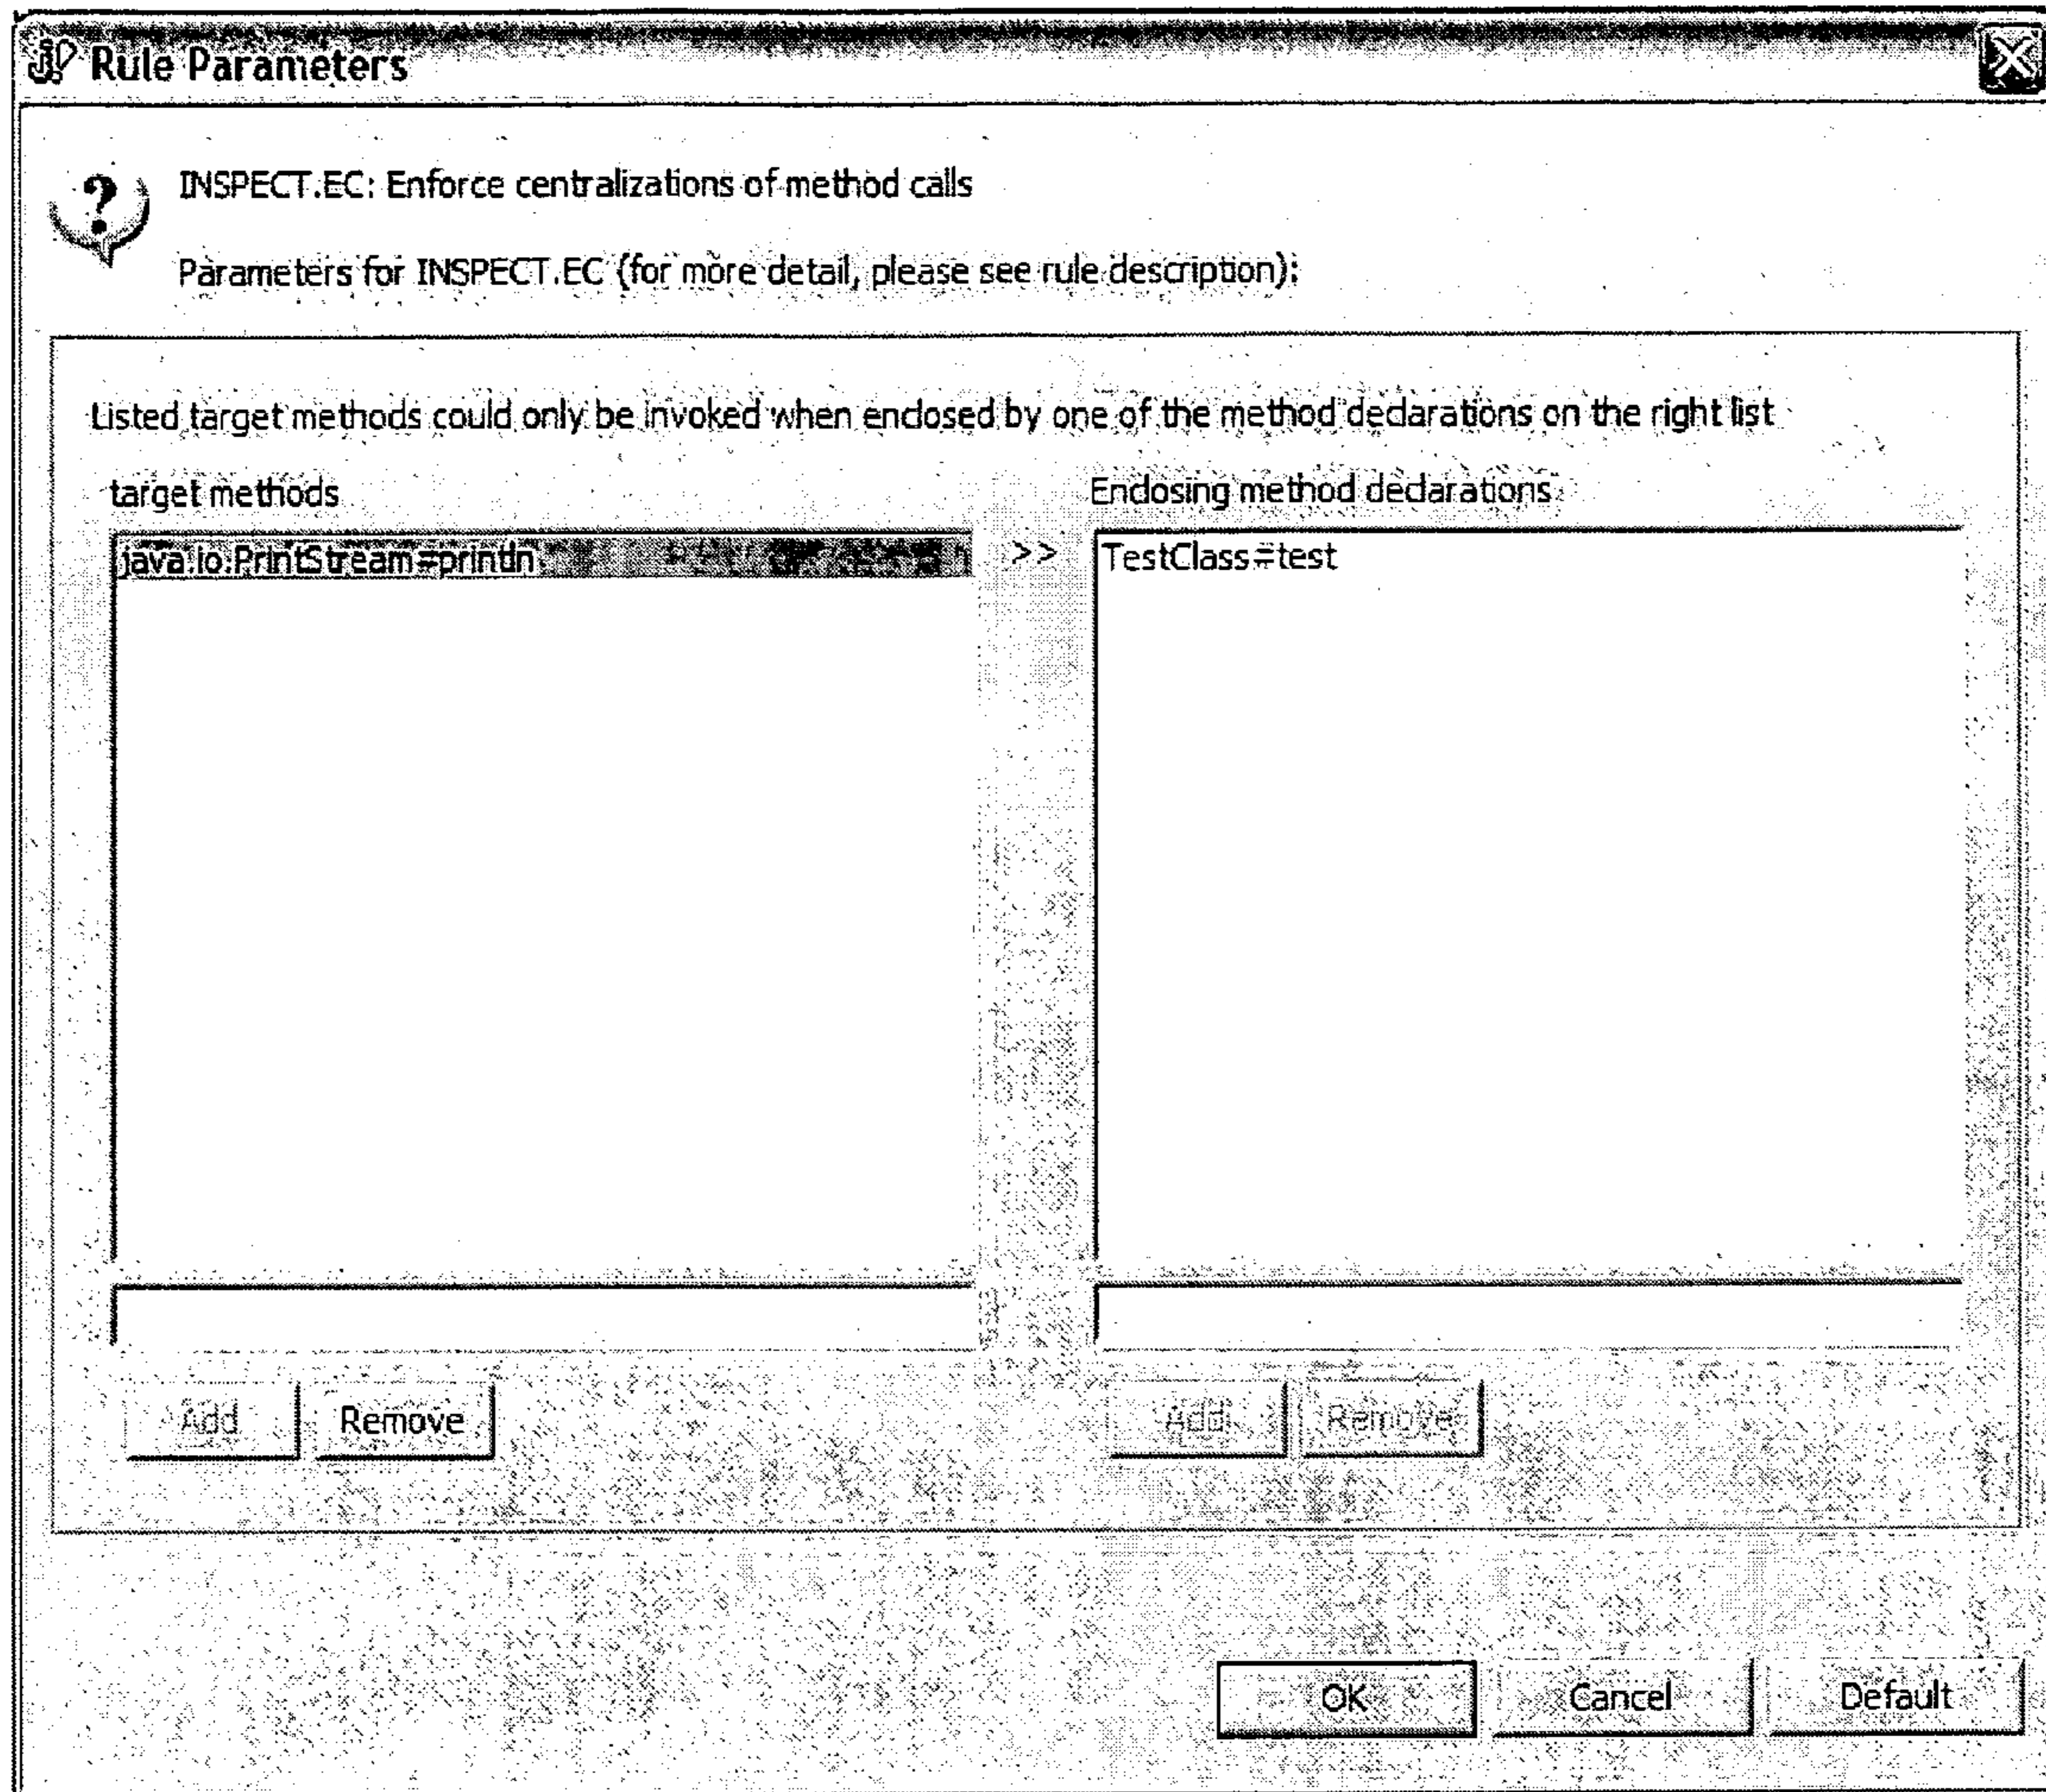 Rule Parameters
INSPECT.EC: Enforce centralizations of method calls
Parameters for INSPECT.EC (for more detail, please see rule description):
Listed target methods could only be invoked when enclosed by one of the method declarations on the right list
target methods
Enclosing method declarations
java.io.PrintStream=println
>>
TestClass=test
Add
Remove
Add
Remove
OK
Cancel
Default